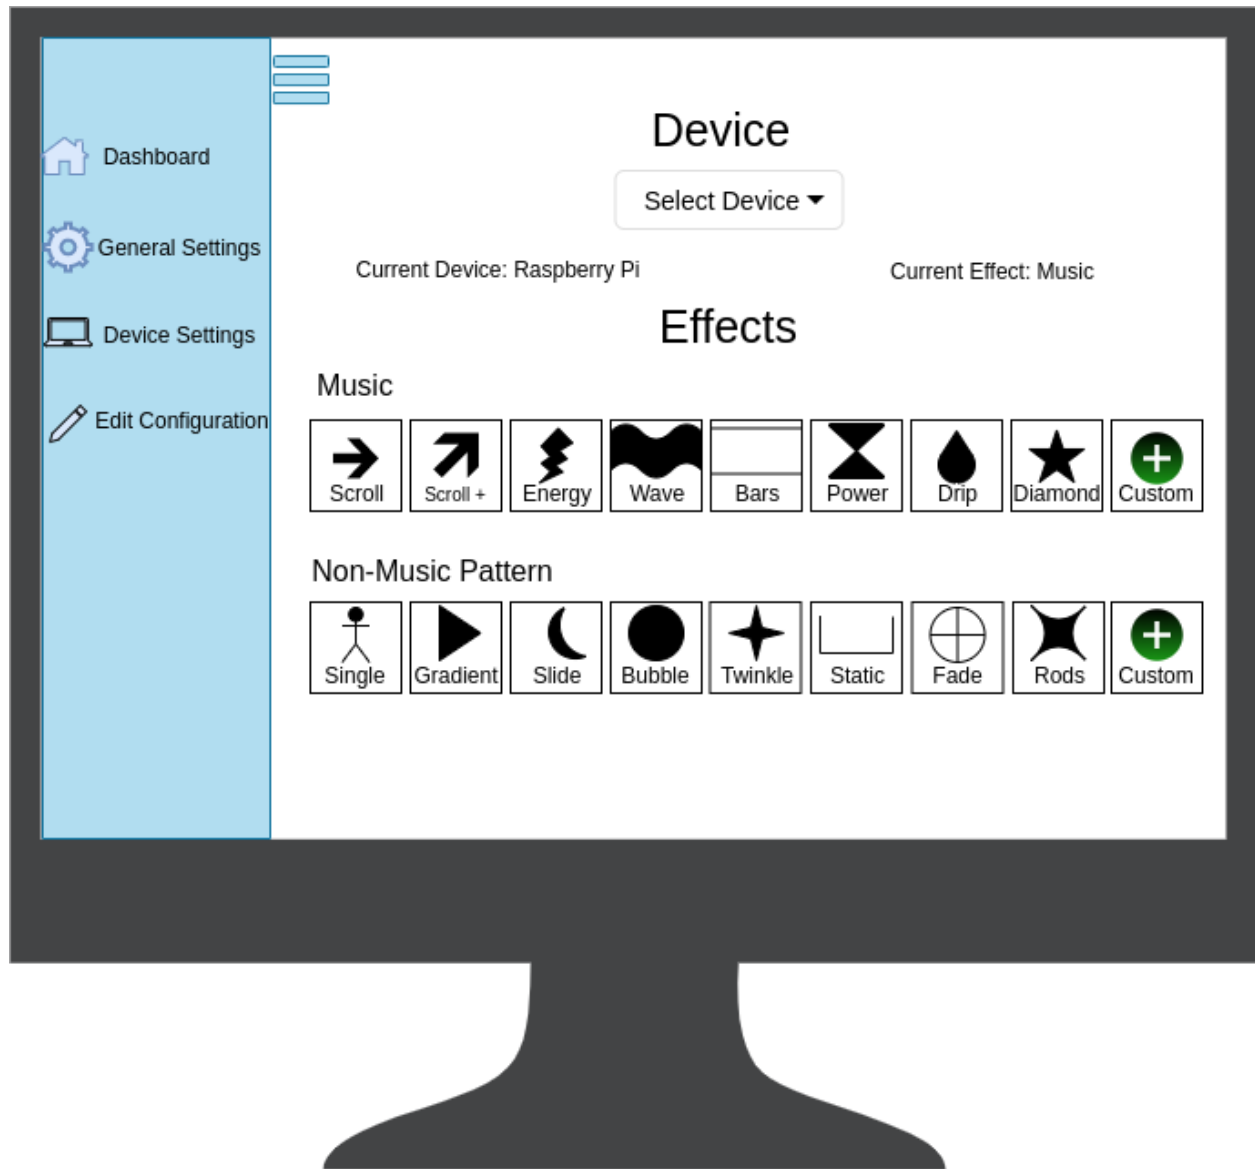 Dashboard
General Settings
Device Settings
Edit Configuration
Device
Select Device
Current Device: Raspberry Pi
Current Effect: Music
Effects
Music
Scroll
Scroll +
Energy
Wave
Bars
Power
Drip
Diamond
Custom
Non-Music Pattern
Single
Gradient
Slide
Bubble
Twinkle
Static
Fade
Rods
Custom